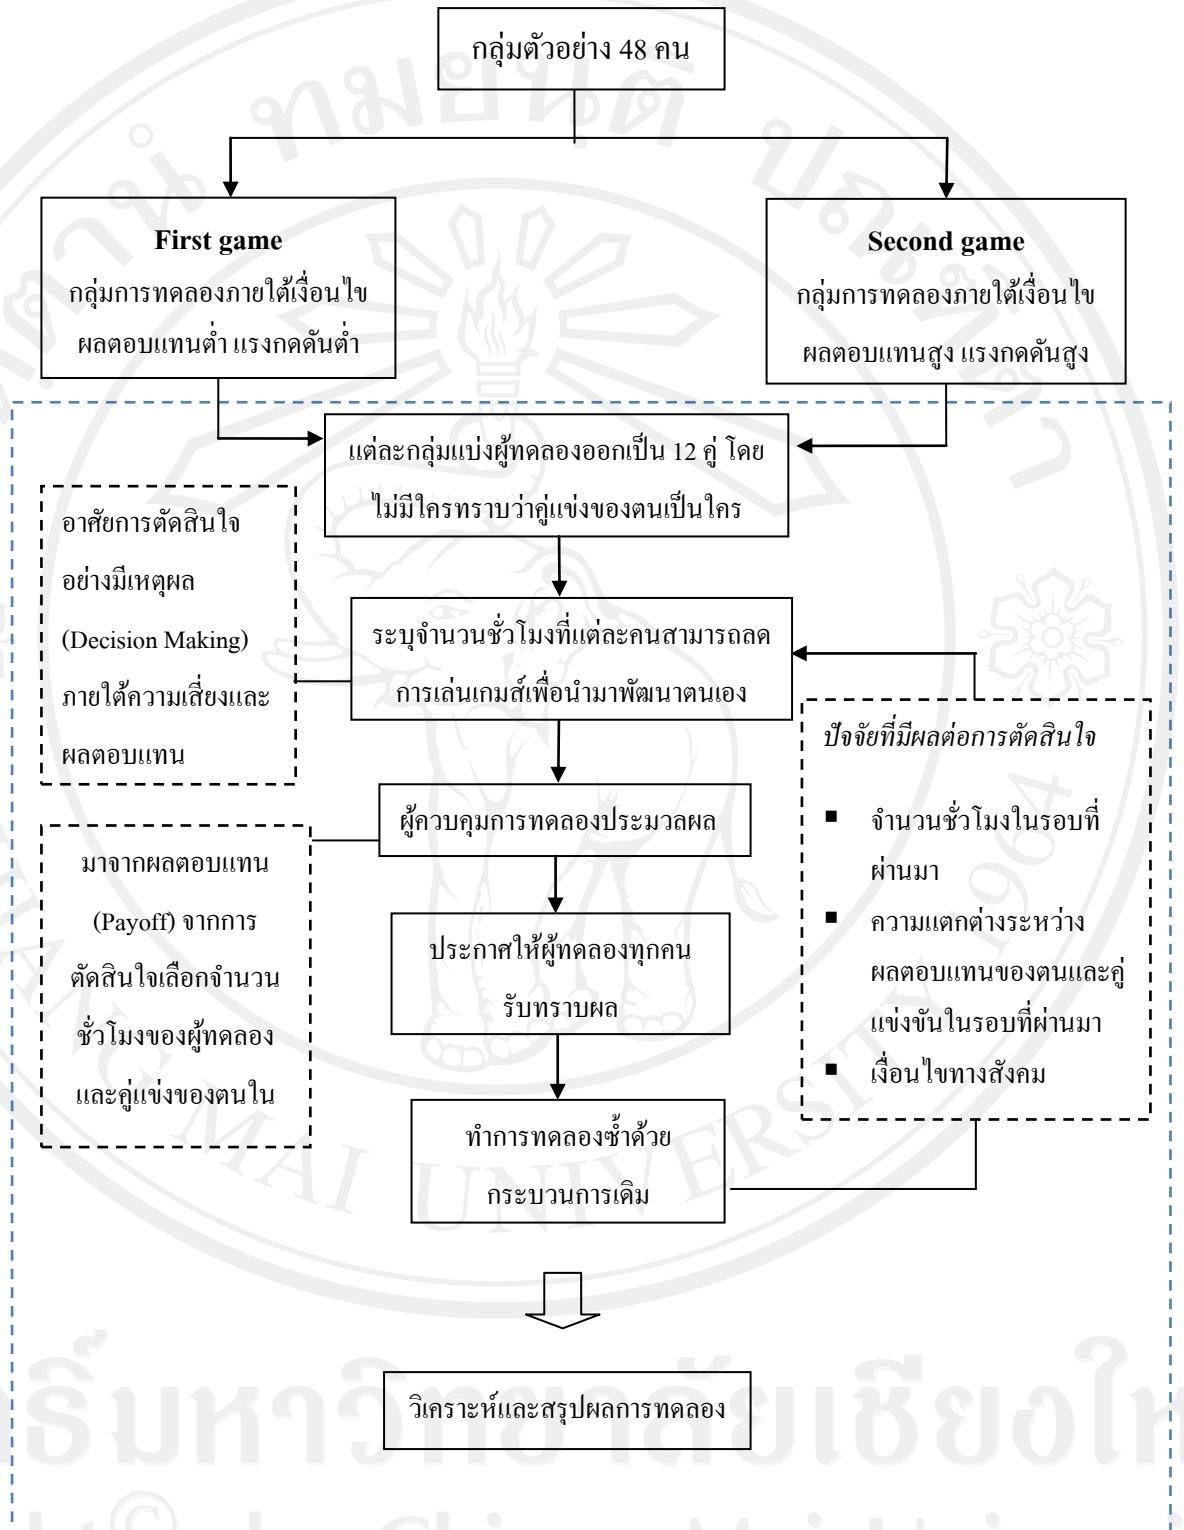 กลุ่มตัวอย่าง 48 คน
First game
กลุ่มการทดลองภายใต้เงื่อนไข
ผลตอบแทนต่ำ แรงกดดันต่ำ
Second game
กลุ่มการทดลองภายใต้เงื่อนไข
ผลตอบแทนสูง แรงกดดันสูง
แต่ละกลุ่มแบ่งผู้ทดลองออกเป็น 12 คู่ โดย
ไม่มีใครทราบว่าคู่แข่งของตนเป็นใคร
อาศัยการตัดสินใจ
อย่างมีเหตุผล
(Decision Making)
ภายใต้ความเสี่ยงและ
ผลตอบแทน
ระบุจำนวนชั่วโมงที่แต่ละคนสามารถลด
การเล่นเกมส์เพื่อนำมาพัฒนาตนเอง
ปัจจัยที่มีผลต่อการตัดสินใจ
▪ จำนวนชั่วโมงในรอบที่
ผ่านมา
▪ ความแตกต่างระหว่าง
ผลตอบแทนของตนและคู่
แข่งขันในรอบที่ผ่านมา
▪ เงื่อนไขทางสังคม
ผู้ควบคุมการทดลองประมวลผล
มาจากผลตอบแทน
(Payoff) จากการ
ตัดสินใจเลือกจำนวน
ชั่วโมงของผู้ทดลอง
และคู่แข่งของตนใน
ประกาศให้ผู้ทดลองทุกคน
รับทราบผล
ทำการทดลองซ้ำด้วย
กระบวนการเดิม
วิเคราะห์และสรุปผลการทดลอง
MAI UNIVERSITY 1964